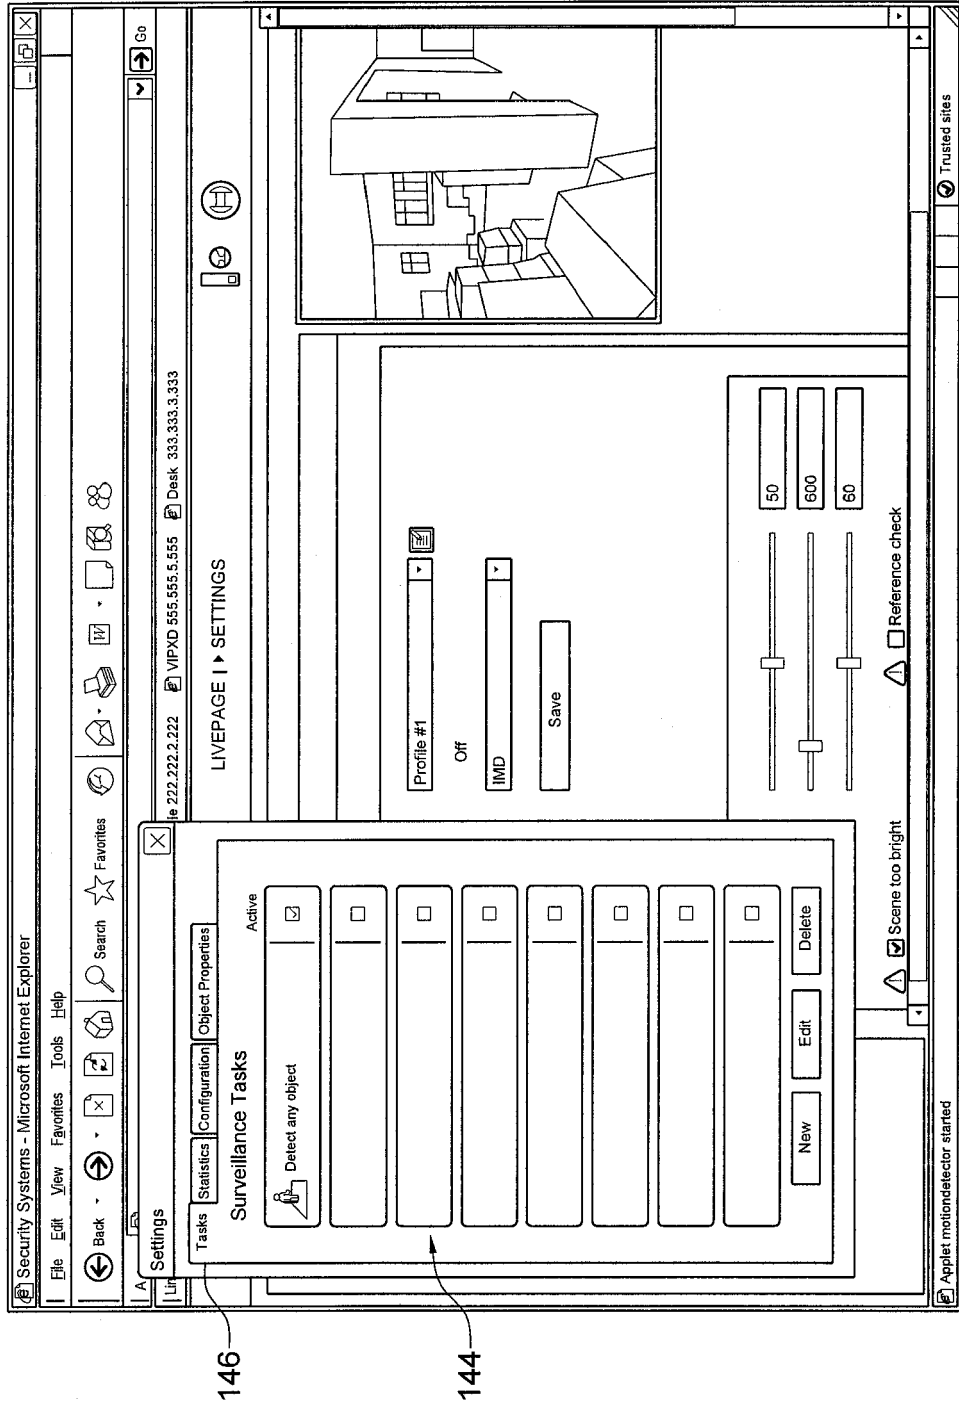 Security Systems - Microsoft Internet Explorer
File Edit View Favorites Tools Help
Back Search Favorites W
A Go
Lin le 222.222.2.222 VIPXD 555.555.5.555 Desk 333.333.3.333
LIVEPAGE | SETTINGS
Settings
Tasks Statistics Configuration Object Properties
Surveillance Tasks
Active
Detect any object
New Edit Delete
Profile #1
Off
IMD
Save
50
600
60
Scene too bright Reference check
Applet motiondetector started Trusted sites
146
144